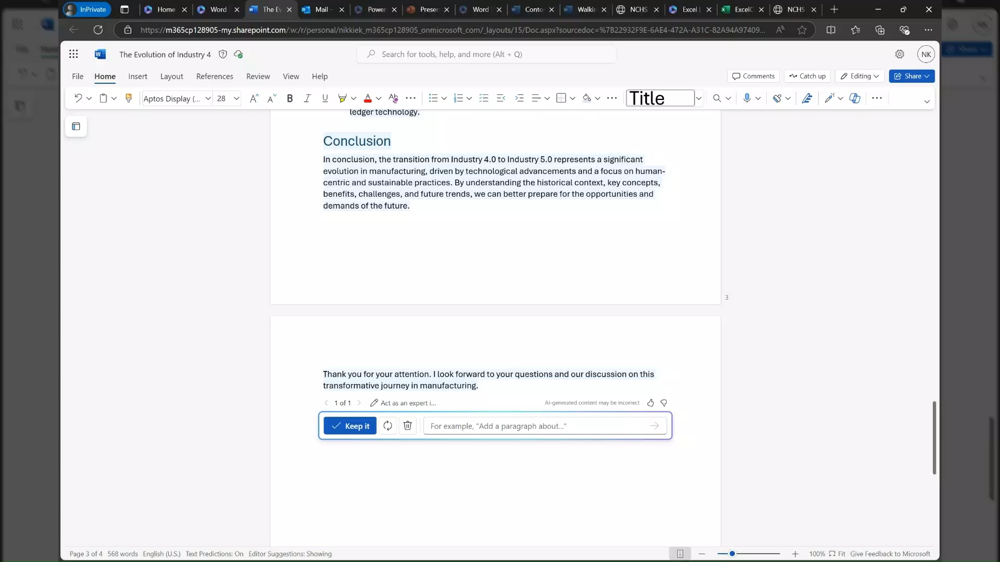 InPrivate
Home
Word
The Ev
Mail -
Power
Presen
Word
Conto
Walkin
NCHS
Excel
ExcelC
NCHS
https://m365cp128905-my.sharepoint.com/:w:/r/personal/nikkiek_m365cp128905_onmicrosoft_com/_layouts/15/Doc.aspx?sourcedoc=%7B22932F9E-6AE4-472A-A31C-82A94A97409...
The Evolution of Industry 4
Search for tools, help, and more (Alt + Q)
NK
File Home Insert Layout References Review View Help
Comments
Catch up
Editing
Share
Aptos Display (...
28
Title
ledger technology.
Conclusion
In conclusion, the transition from Industry 4.0 to Industry 5.0 represents a significant
evolution in manufacturing, driven by technological advancements and a focus on human-
centric and sustainable practices. By understanding the historical context, key concepts,
benefits, challenges, and future trends, we can better prepare for the opportunities and
demands of the future.
3
Thank you for your attention. I look forward to your questions and our discussion on this
transformative journey in manufacturing.
1 of 1
Act as an expert i...
AI-generated content may be incorrect
Keep it
For example, “Add a paragraph about...”
Page 3 of 4 568 words English (U.S.) Text Predictions: On Editor Suggestions: Showing
100% Fit Give Feedback to Microsoft